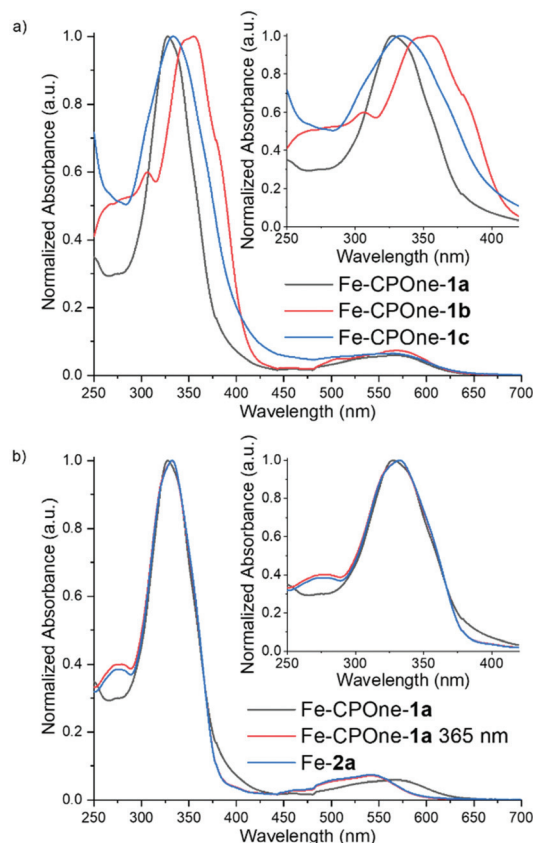 a)
Normalized Absorbance (a.u.)
1.0
0.8
0.6
0.4
0.2
0.0
250 300 350 400 450 500 550 600 650 700
Wavelength (nm)
Normalized Absorbance (a.u.)
1.0
0.8
0.6
0.4
0.2
0.0
250 300 350 400
Wavelength (nm)
Fe-CPOne-1a
Fe-CPOne-1b
Fe-CPOne-1c
b)
Normalized Absorbance (a.u.)
1.0
0.8
0.6
0.4
0.2
0.0
250 300 350 400 450 500 550 600 650 700
Wavelength (nm)
Normalized Absorbance (a.u.)
1.0
0.8
0.6
0.4
0.2
0.0
250 300 350 400
Wavelength (nm)
Fe-CPOne-1a
Fe-CPOne-1a 365 nm
Fe-2a